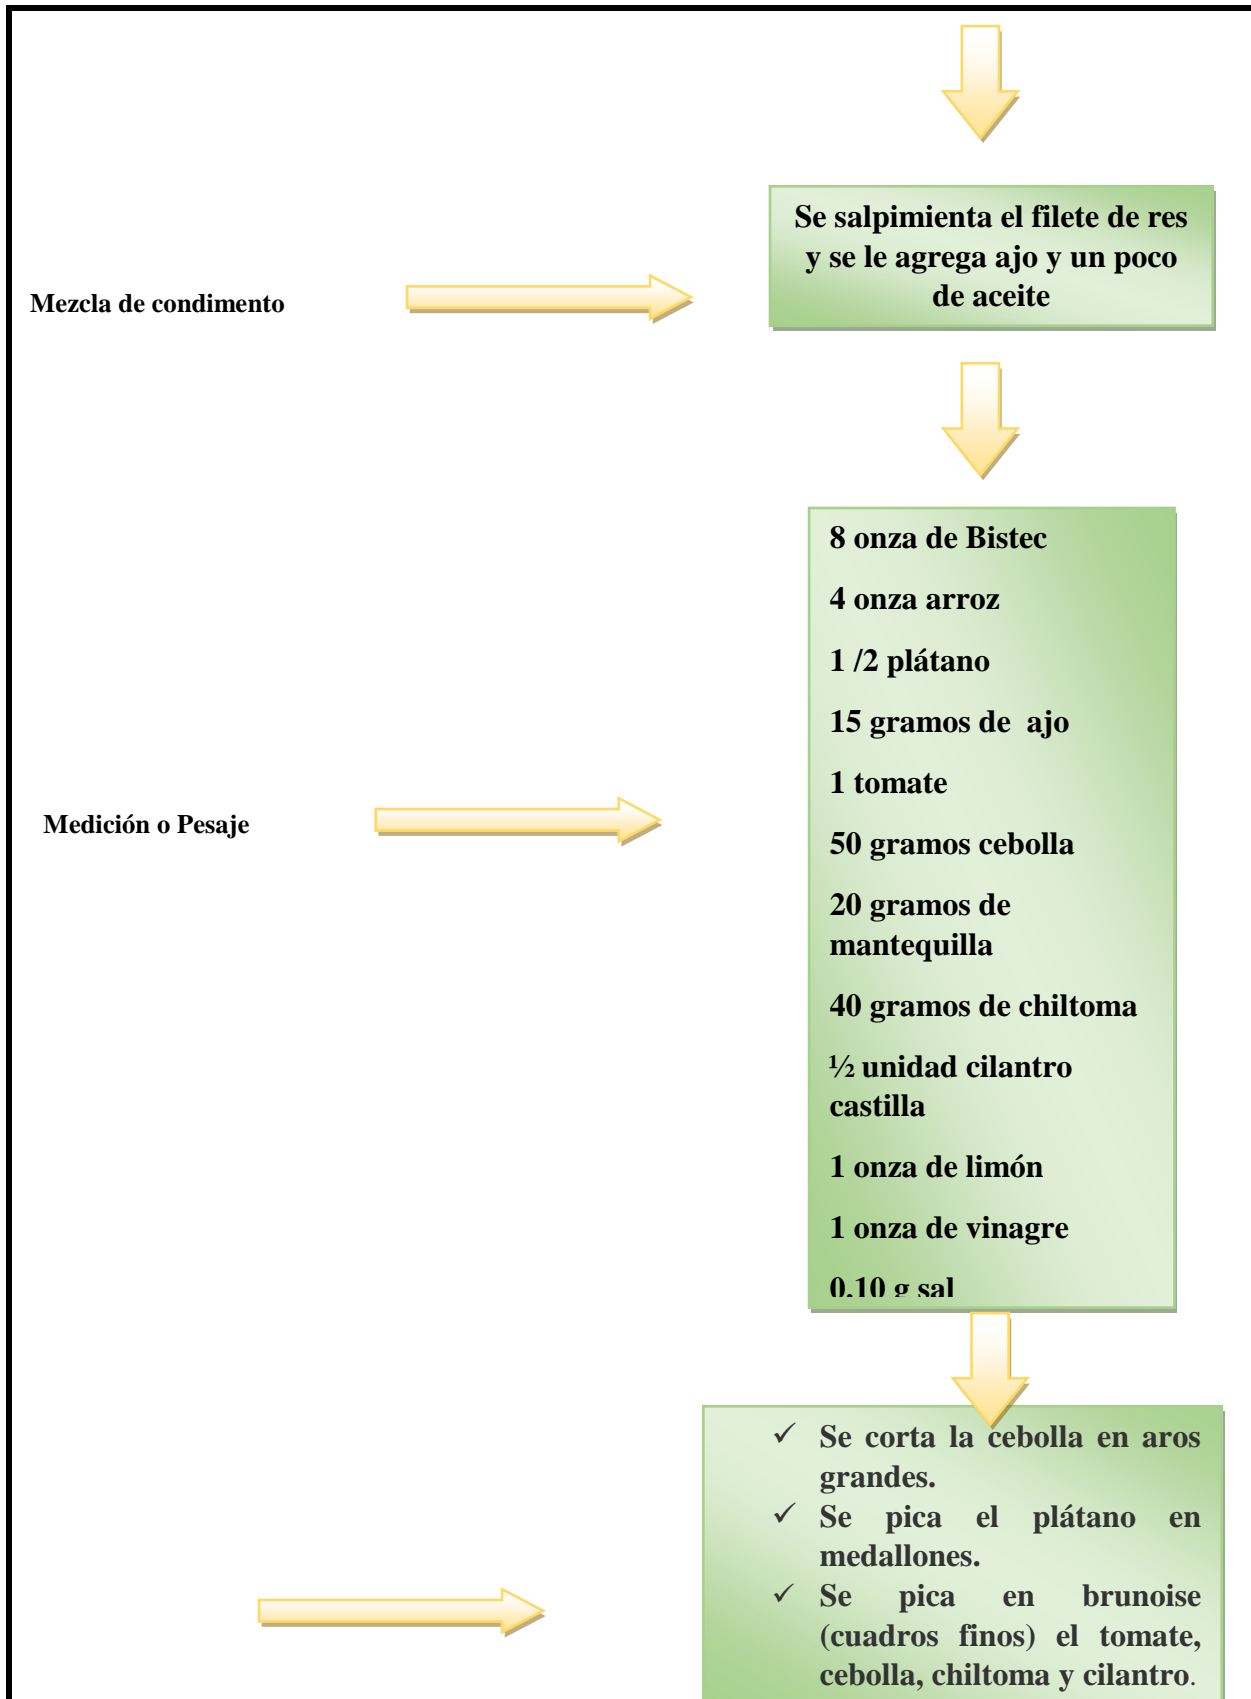 Se salpimienta el filete de res
y se le agrega ajo y un poco
de aceite
Mezcla de condimento
8 onza de Bistec
4 onza arroz
1 /2 plátano
15 gramos de  ajo
1 tomate
Medición o Pesaje
50 gramos cebolla
20 gramos de
mantequilla
40 gramos de chiltoma
½ unidad cilantro
castilla
1 onza de limón
1 onza de vinagre
0.10 g sal
✓ Se corta la cebolla en aros
grandes.
✓ Se pica el plátano en
medallones.
✓ Se pica en brunoise
(cuadros finos) el tomate,
cebolla, chiltoma y cilantro.